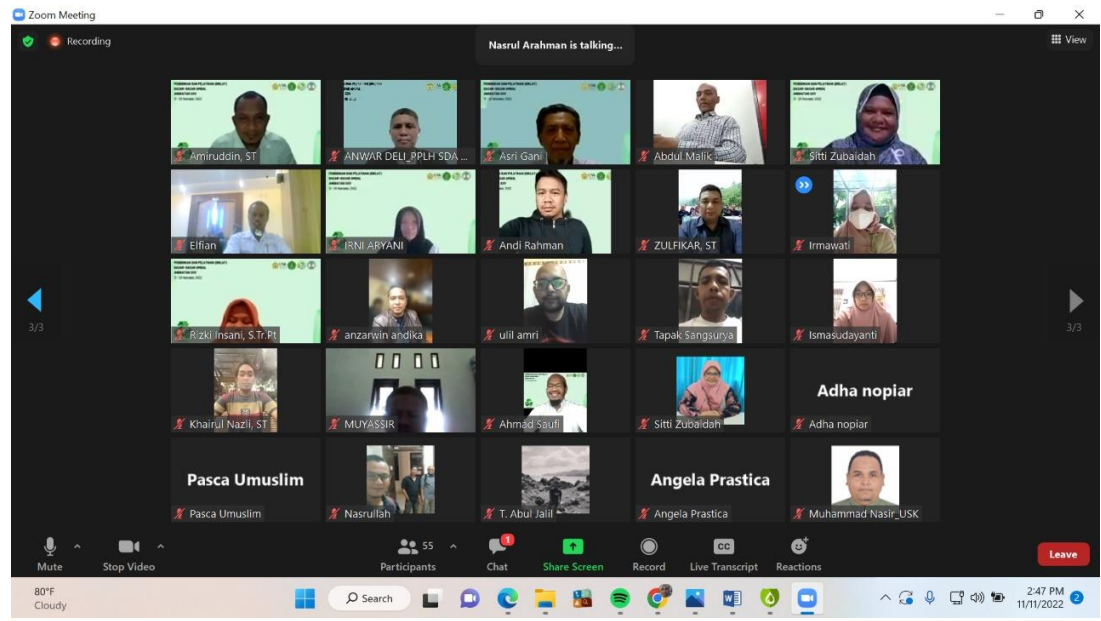 Zoom Meeting
Recording
Nasrul Arahman is talking...
View
Amiruddin, ST
ANWAR DELI_PPLH SDA ...
Asri Gani
Abdul Malik
Sitti Zubaidah
Elfian
IRNI ARYANI
Andi Rahman
ZULFIKAR, ST
Irmawati
Rizki Insani, S.Tr.Pt
anzarwin andika
ulil amri
Tapak Sangsurya
Ismasudayanti
3/3
3/3
Khairul Nazli, ST
MUYASSIR
Ahmad Saufi
Sitti Zubaidah
Adha nopiar
Adha nopiar
Pasca Umuslim
Pasca Umuslim
Nasrullah
T. Abul Jalil
Angela Prastica
Angela Prastica
Muhammad Nasir_USK
Mute
Stop Video
55
Participants
1
Chat
Share Screen
Record
CC
Live Transcript
Reactions
Leave
80°F
Cloudy
Search
2:47 PM
11/11/2022
2